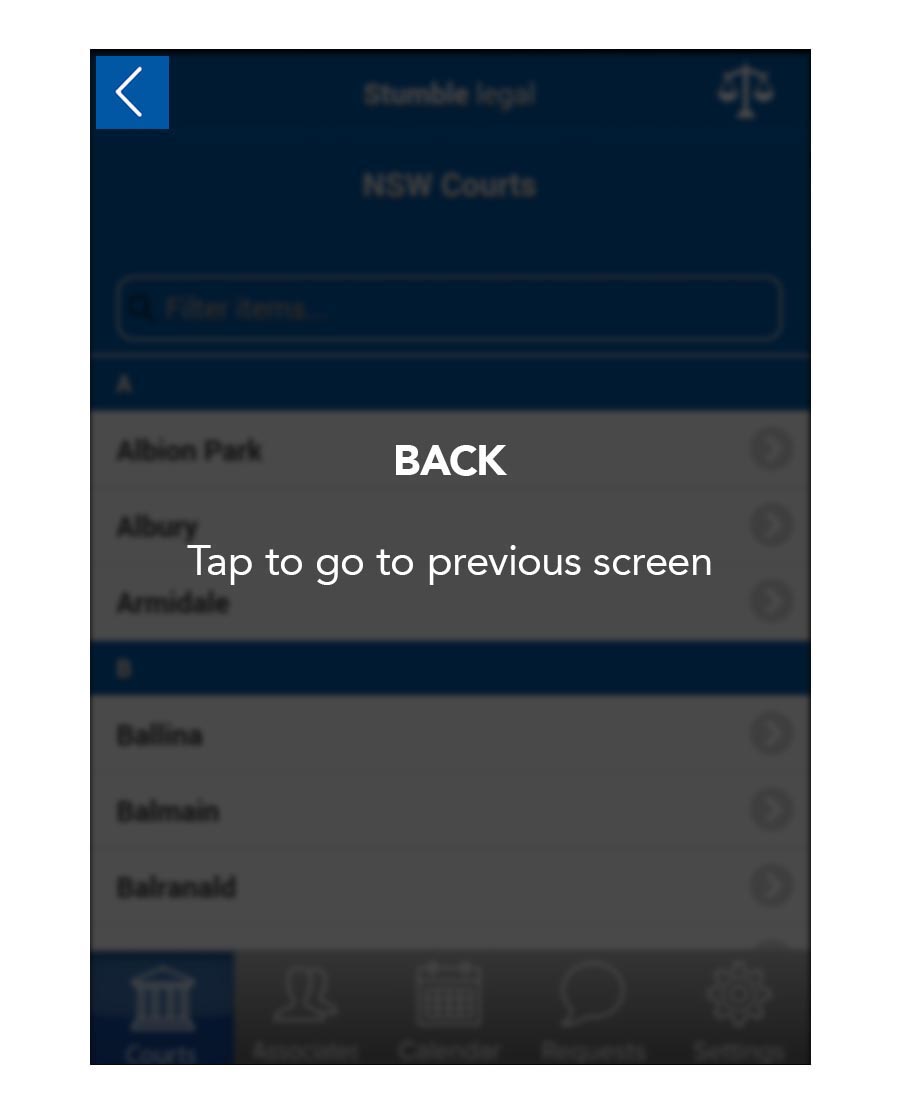 Stumble legal
NSW Courts
Filter items...
A
Albion Park
BACK
Albury
Tap to go to previous screen
Armidale
B
Ballina
Balmain
Balranald
Courts
Associates
Calendar
Requests
Settings